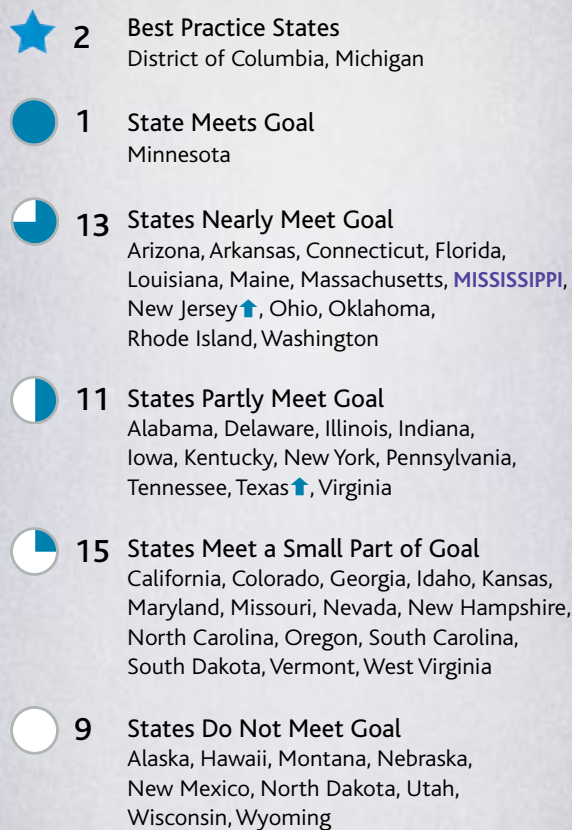 2 Best Practice States
District of Columbia, Michigan
1 State Meets Goal
Minnesota
13 States Nearly Meet Goal
Arizona, Arkansas, Connecticut, Florida,
Louisiana, Maine, Massachusetts, MISSISSIPPI,
New Jersey⬆, Ohio, Oklahoma,
Rhode Island, Washington
11 States Partly Meet Goal
Alabama, Delaware, Illinois, Indiana,
Iowa, Kentucky, New York, Pennsylvania,
Tennessee, Texas⬆, Virginia
15 States Meet a Small Part of Goal
California, Colorado, Georgia, Idaho, Kansas,
Maryland, Missouri, Nevada, New Hampshire,
North Carolina, Oregon, South Carolina,
South Dakota, Vermont, West Virginia
9 States Do Not Meet Goal
Alaska, Hawaii, Montana, Nebraska,
New Mexico, North Dakota, Utah,
Wisconsin, Wyoming